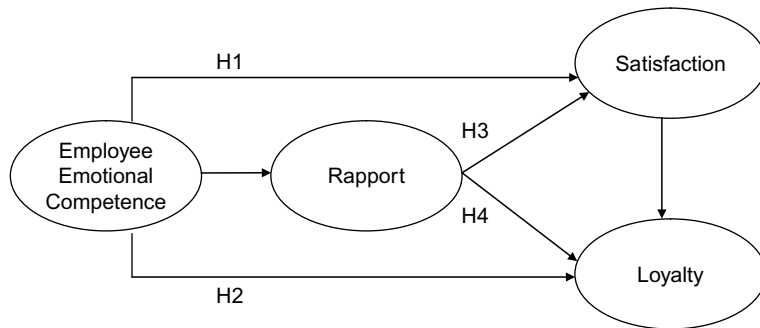 H1
Satisfaction
H3
Employee
Emotional
Competence
Rapport
H4
Loyalty
H2